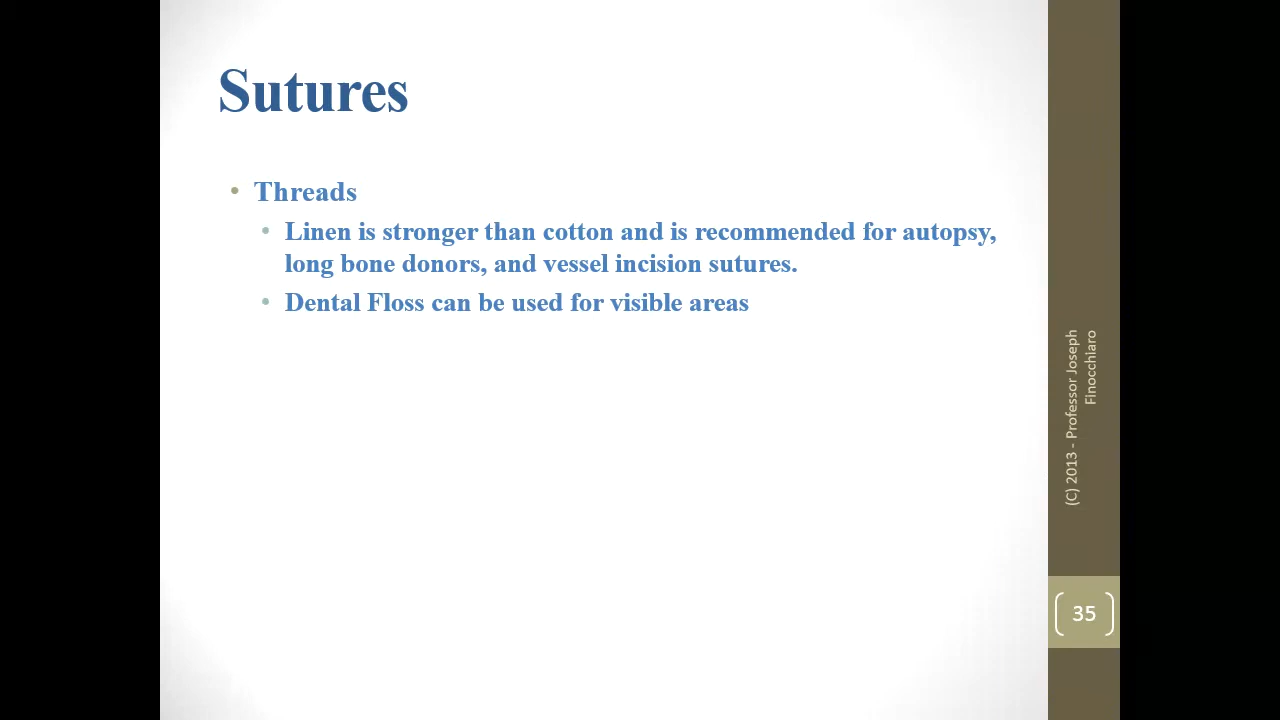 Sutures
• Threads
• Linen is stronger than cotton and is recommended for autopsy,
long bone donors, and vessel incision sutures.
• Dental Floss can be used for visible areas
(C) 2013 - Professor Joseph
Finocchiaro
35